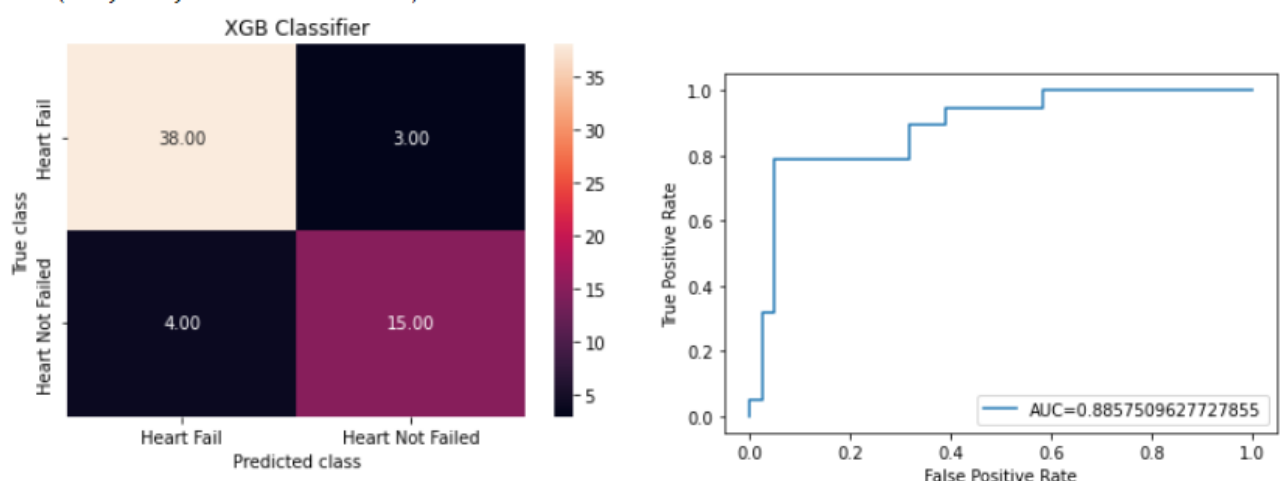 XGB Classifier
Heart Fail
Heart Not Failed
True class
38.00
3.00
4.00
15.00
Heart Fail
Heart Not Failed
Predicted class
35
30
25
20
15
10
5
True Positive Rate
1.0
0.8
0.6
0.4
0.2
0.0
AUC=0.8857509627727855
0.0
0.2
0.4
0.6
0.8
1.0
False Positive Rate